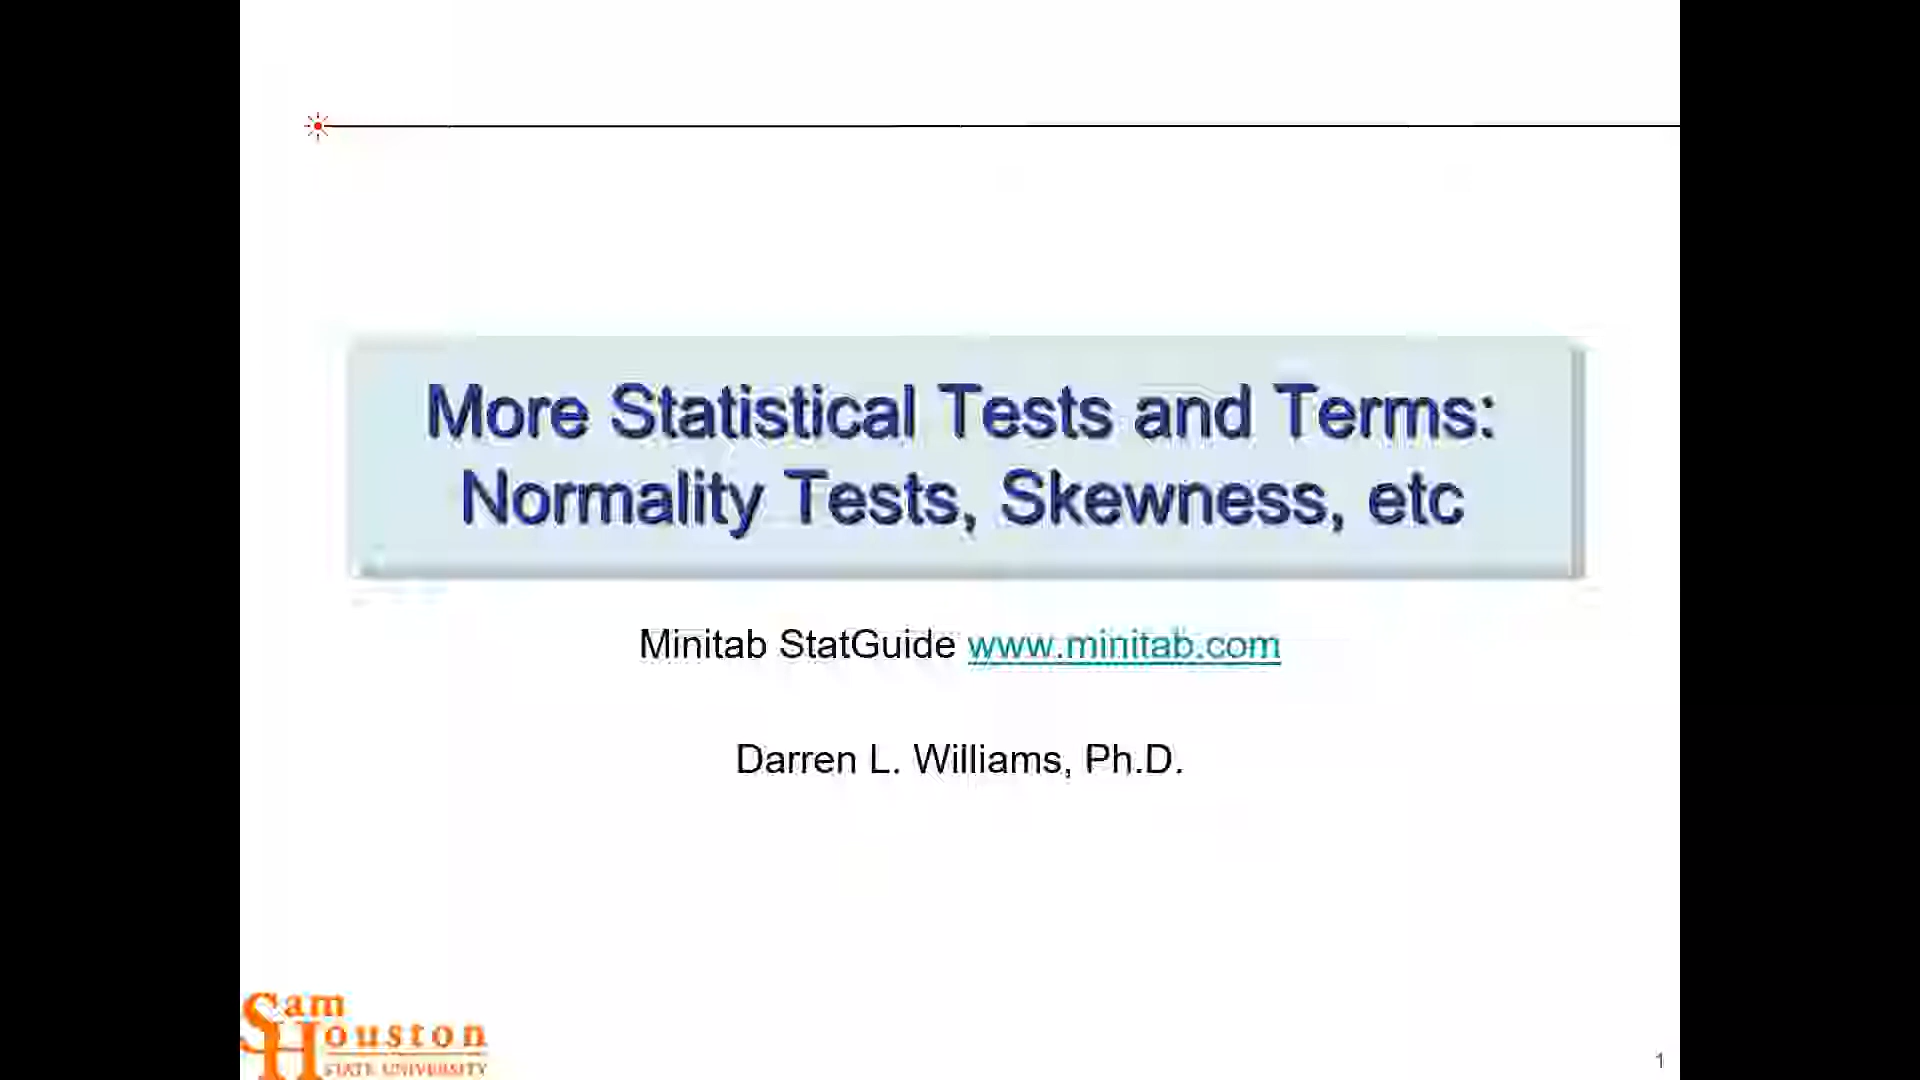 More Statistical Tests and Terms:
Normality Tests, Skewness, etc
Minitab StatGuide www.minitab.com
Darren L. Williams, Ph.D.
Sam
Houston
STATE UNIVERSITY
1